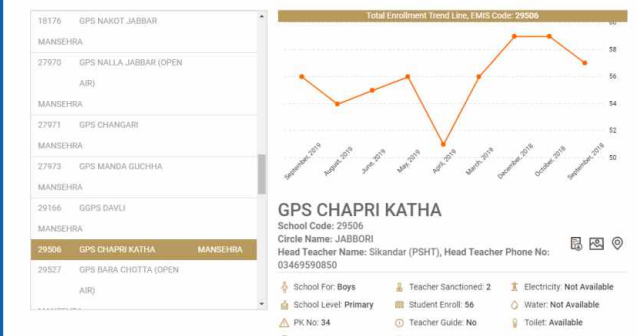 18176 GPS NAKOT JABBAR
MANSEHRA
27970 GPS NALLA JABBAR (OPEN
AIR)
MANSEHRA
27971 GPS CHANGARI
MANSEHRA
27973 GPS MANDA GUCHHA
MANSEHRA
29166 GGPS DAVLI
MANSEHRA
29506 GPS CHAPRI KATHA MANSEHRA
29527 GPS BARA CHOTTA (OPEN
AIR)
Total Enrollment Trend Line, EMIS Code: 29506
60
58
56
54
52
50
September, 2019
August, 2019
June, 2019
May, 2019
April, 2019
March, 2019
December, 2018
October, 2018
September, 2018
GPS CHAPRI KATHA
School Code: 29506
Circle Name: JABBORI
Head Teacher Name: Sikandar (PSHT), Head Teacher Phone No:
03469590850
School For: Boys Teacher Sanctioned: 2 Electricity: Not Available
School Level: Primary Student Enroll: 56 Water: Not Available
PK No: 34 Teacher Guide: No Toilet: Available